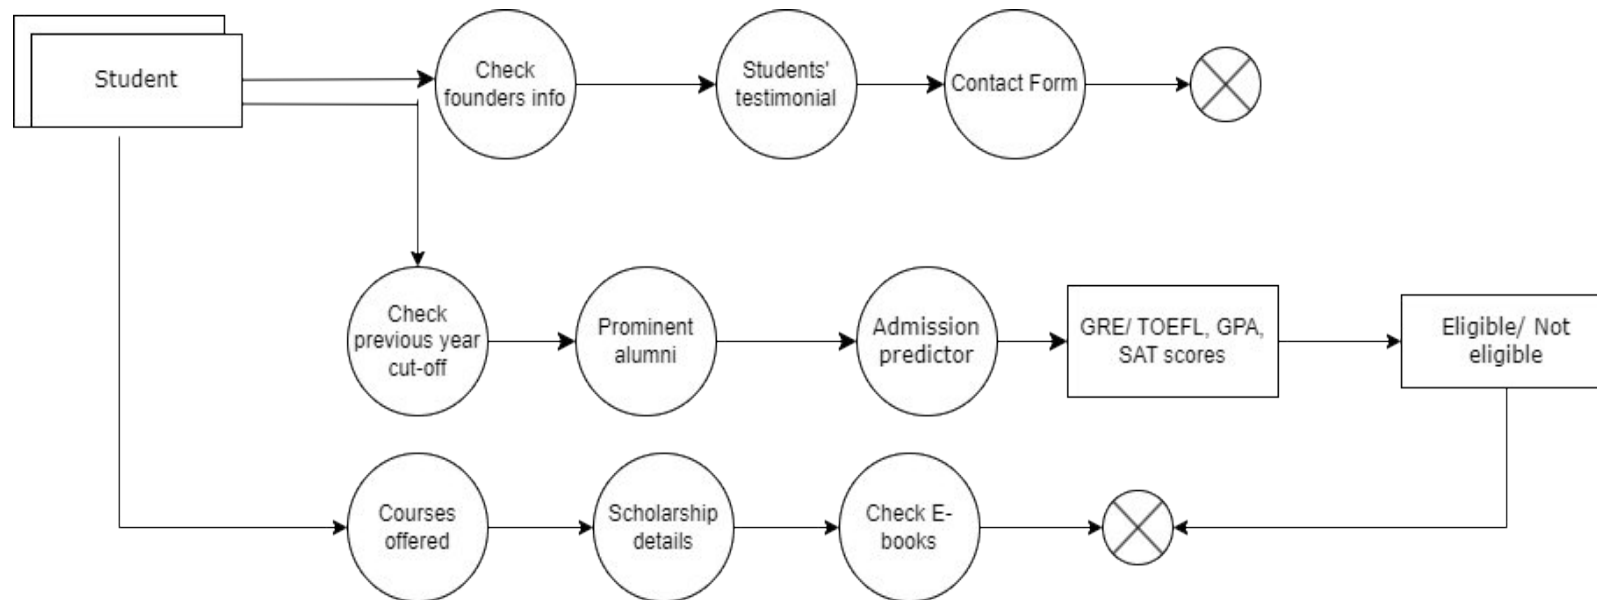 Student
Check
founders info
Students'
testimonial
Contact Form
Check
previous year
cut-off
Prominent
alumni
Admission
predictor
GRE/ TOEFL, GPA,
SAT scores
Eligible/ Not
eligible
Courses
offered
Scholarship
details
Check E-
books